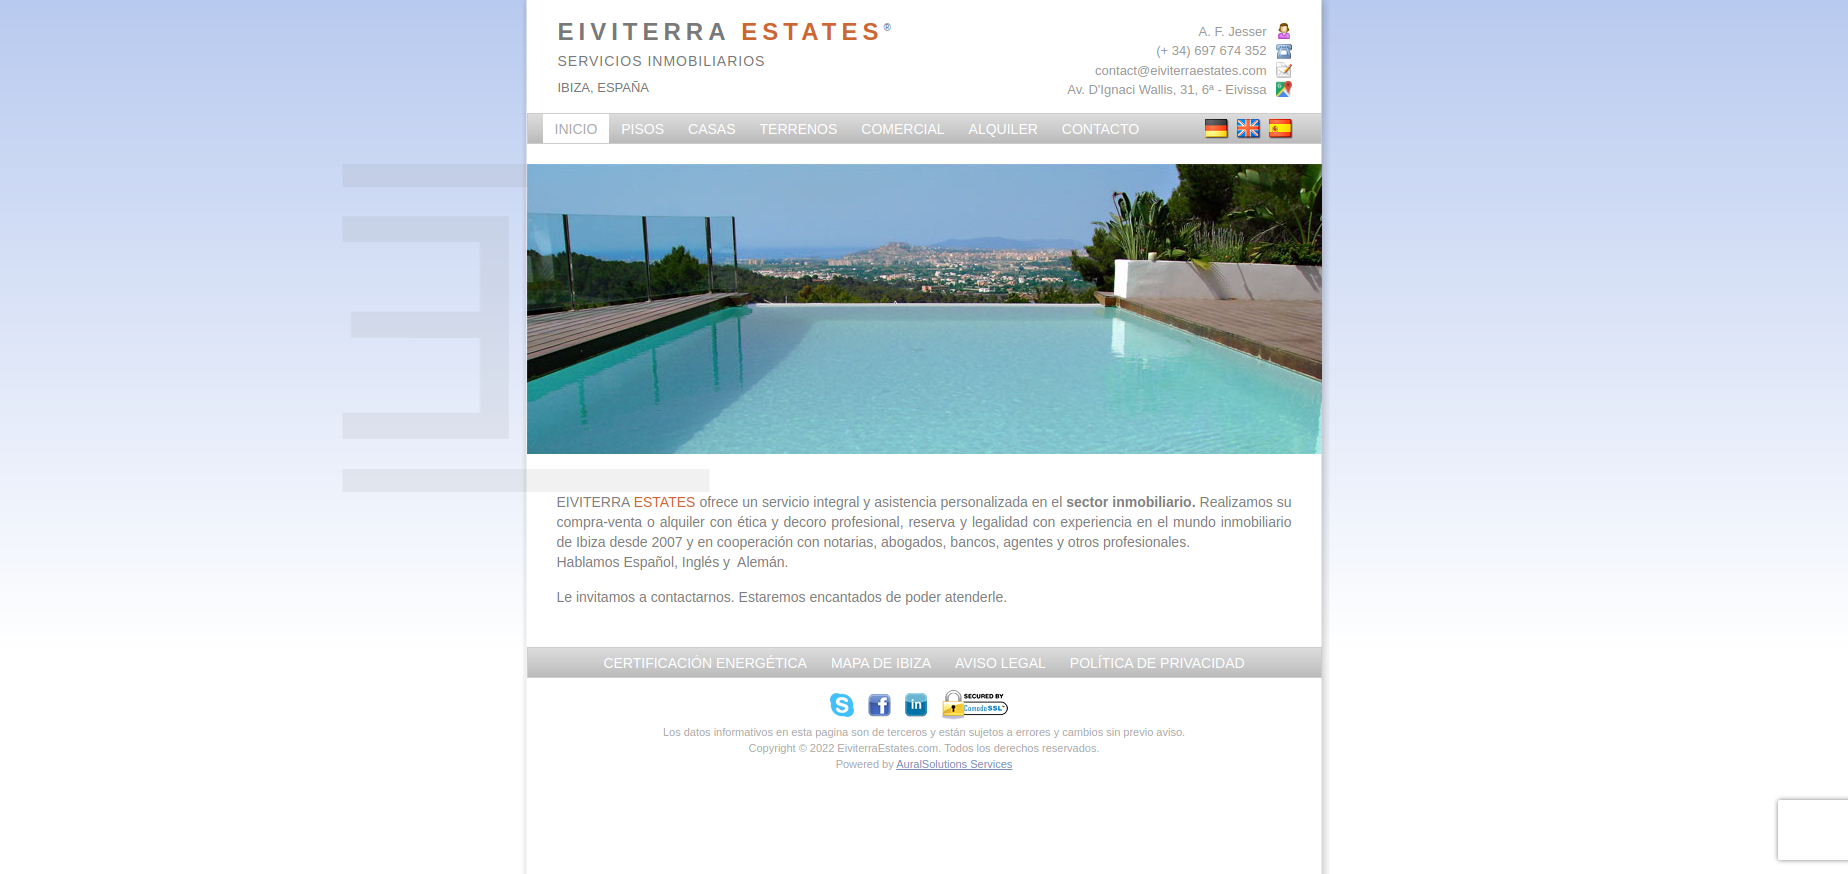 EIVITERRA ESTATES®
SERVICIOS INMOBILIARIOS
IBIZA, ESPAÑA
A. F. Jesser
(+ 34) 697 674 352
contact@eiviterraestates.com
Av. D'Ignaci Wallis, 31, 6ª - Eivissa
INICIO PISOS CASAS TERRENOS COMERCIAL ALQUILER CONTACTO
EIVITERRA ESTATES ofrece un servicio integral y asistencia personalizada en el sector inmobiliario. Realizamos su
compra-venta o alquiler con ética y decoro profesional, reserva y legalidad con experiencia en el mundo inmobiliario
de Ibiza desde 2007 y en cooperación con notarias, abogados, bancos, agentes y otros profesionales.
Hablamos Español, Inglés y  Alemán.
Le invitamos a contactarnos. Estaremos encantados de poder atenderle.
CERTIFICACIÓN ENERGÉTICA MAPA DE IBIZA AVISO LEGAL POLÍTICA DE PRIVACIDAD
SECURED BY
Comodo SSL™
Los datos informativos en esta pagina son de terceros y están sujetos a errores y cambios sin previo aviso.
Copyright © 2022 EiviterraEstates.com. Todos los derechos reservados.
Powered by AuralSolutions Services